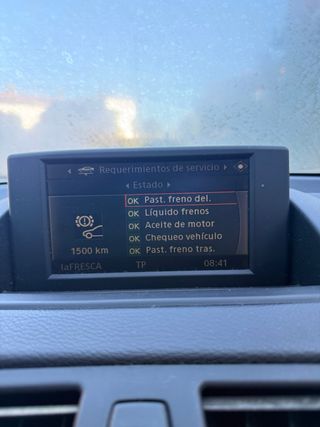 Requerimientos de servicio
Estado
OK Past. freno del.
OK Líquido frenos
OK Aceite de motor
OK Chequeo vehículo
OK Past. freno tras.
1500 km
laFRESCA TP 08:41